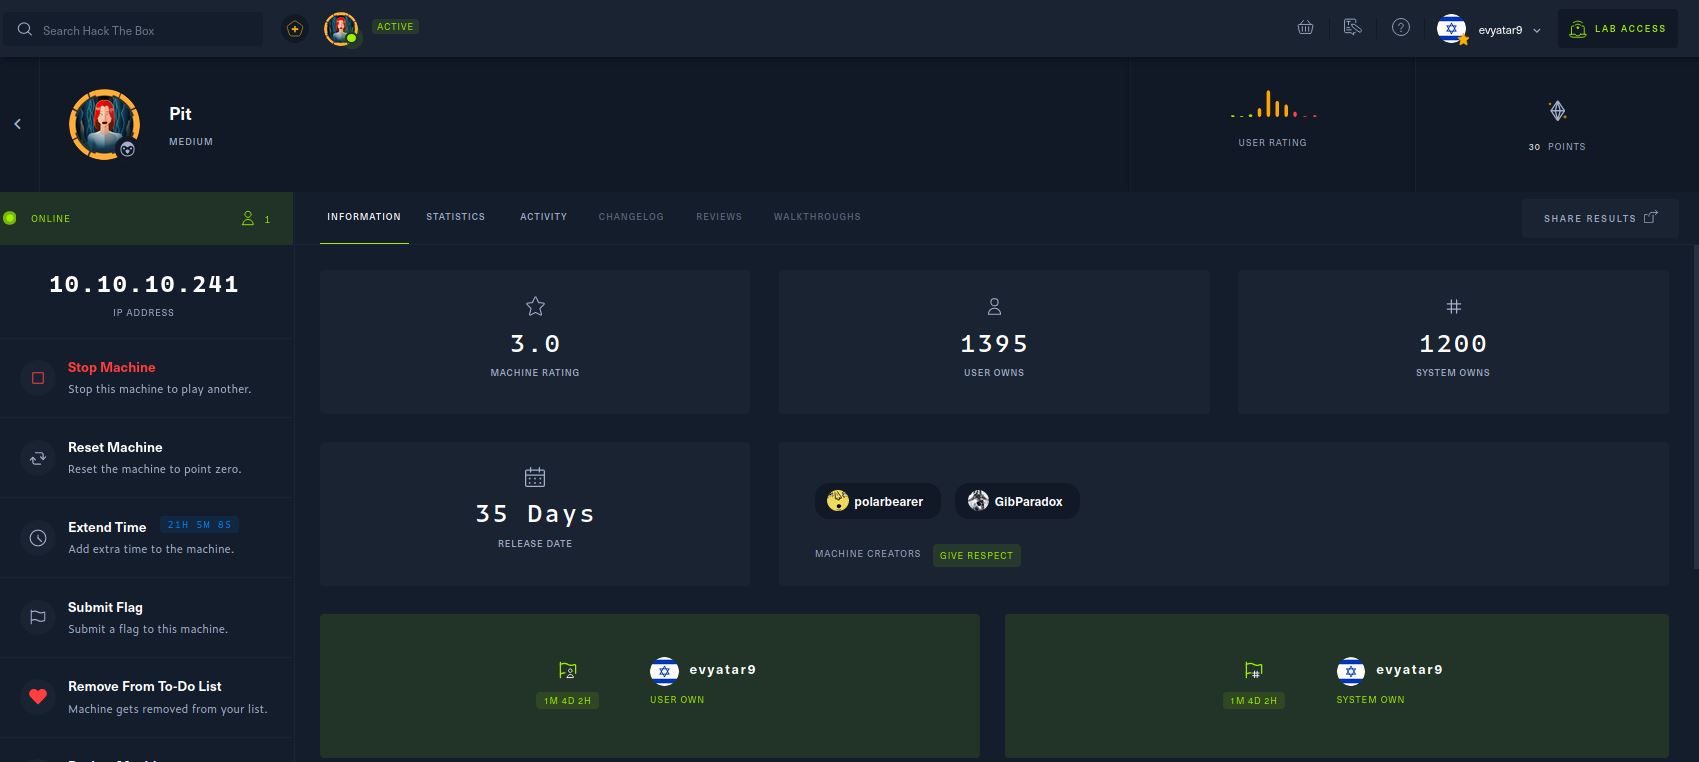 Search Hack The Box
ACTIVE
evyatar9
LAB ACCESS
Pit
MEDIUM
USER RATING
30 POINTS
ONLINE
1
INFORMATION
STATISTICS
ACTIVITY
CHANGELOG
REVIEWS
WALKTHROUGHS
SHARE RESULTS
10.10.10.241
IP ADDRESS
Stop Machine
Stop this machine to play another.
Reset Machine
Reset the machine to point zero.
Extend Time 21H 5M 8S
Add extra time to the machine.
Submit Flag
Submit a flag to this machine.
Remove From To-Do List
Machine gets removed from your list.
3.0
MACHINE RATING
1395
USER OWNS
1200
SYSTEM OWNS
35 Days
RELEASE DATE
polarbearer
GibParadox
MACHINE CREATORS
GIVE RESPECT
1M 4D 2H
evyatar9
USER OWN
1M 4D 2H
evyatar9
SYSTEM OWN